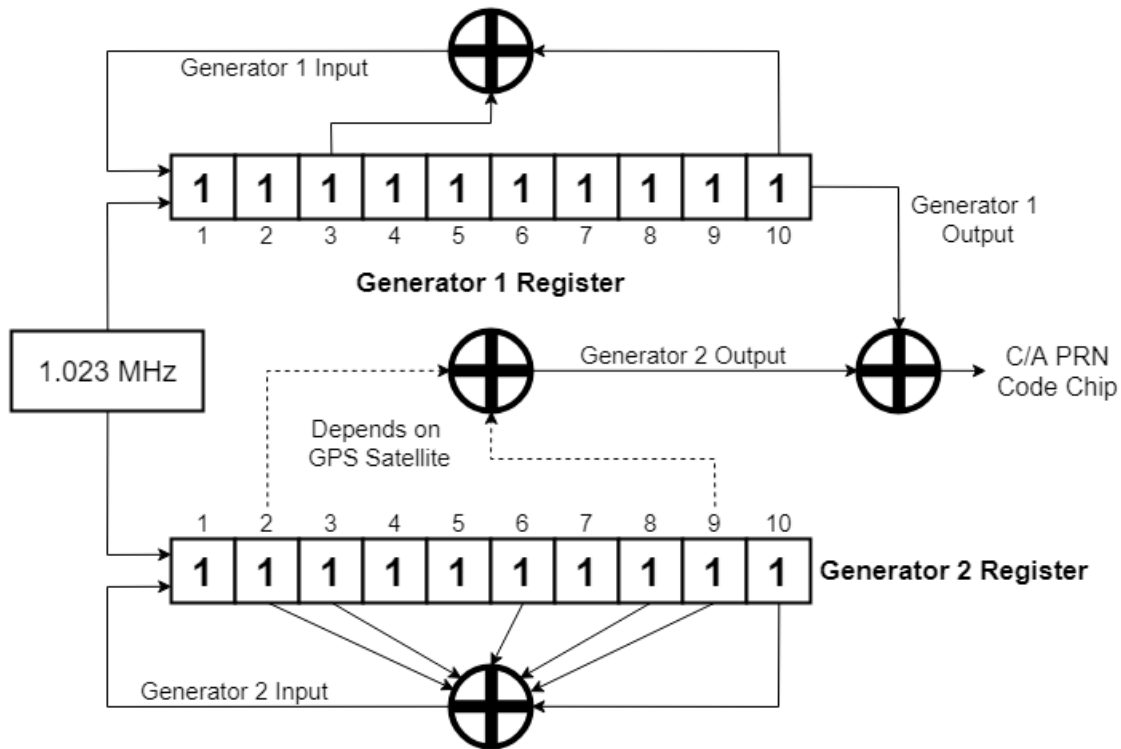 Generator 1 Input
1 1 1 1 1 1 1 1 1 1
1 2 3 4 5 6 7 8 9 10
Generator 1
Output
Generator 1 Register
1.023 MHz
Generator 2 Output
C/A PRN
Code Chip
Depends on
GPS Satellite
1 2 3 4 5 6 7 8 9 10
1 1 1 1 1 1 1 1 1 1
Generator 2 Register
Generator 2 Input